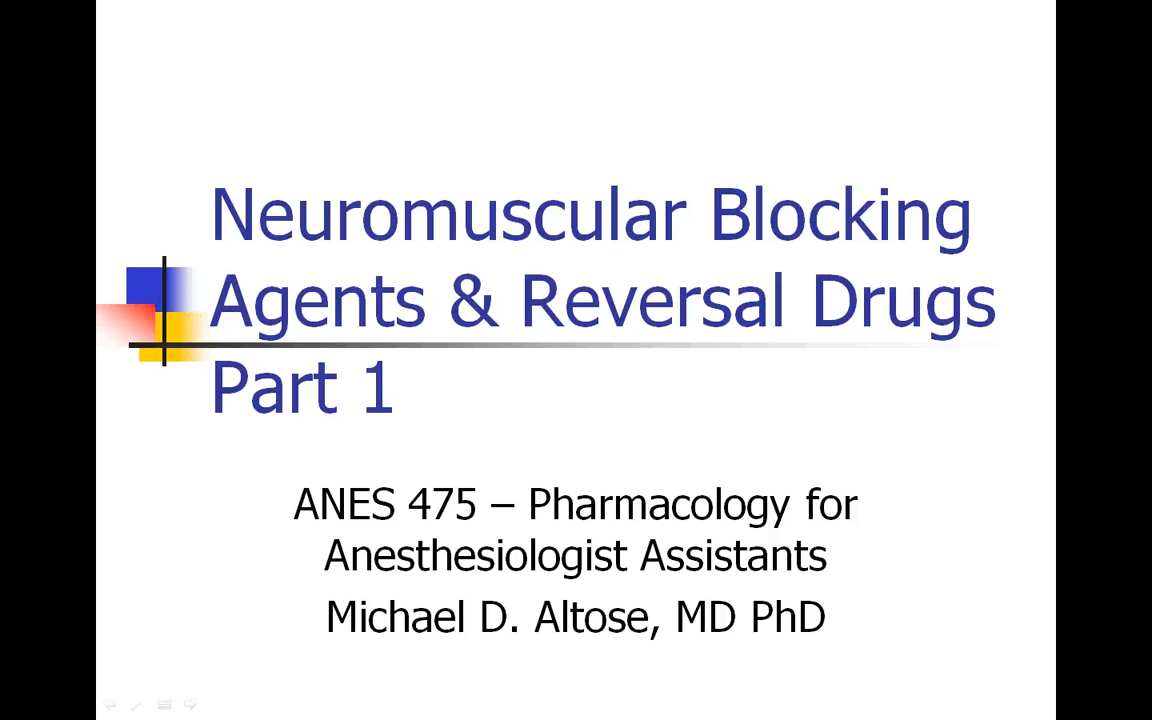 Neuromuscular Blocking
Agents & Reversal Drugs
Part 1
ANES 475 – Pharmacology for
Anesthesiologist Assistants
Michael D. Altose, MD PhD